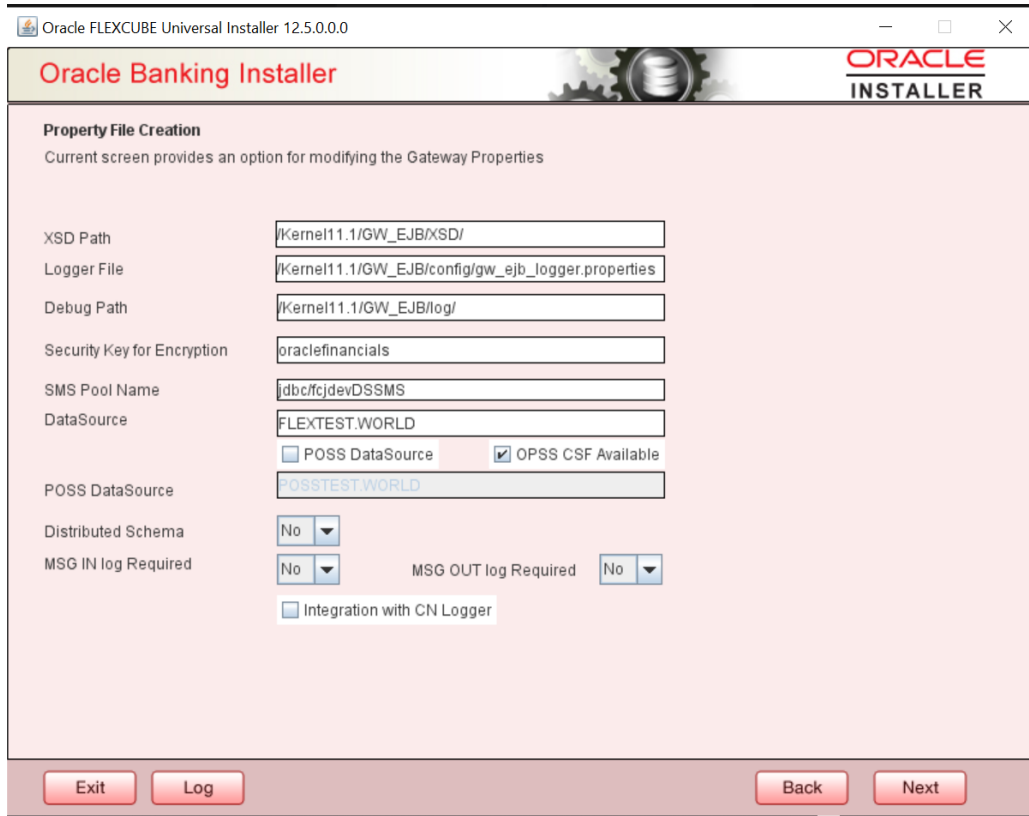 Oracle FLEXCUBE Universal Installer 12.5.0.0.0
Oracle Banking Installer
ORACLE
INSTALLER
Property File Creation
Current screen provides an option for modifying the Gateway Properties
XSD Path /Kernel11.1/GW_EJB/XSD/
Logger File /Kernel11.1/GW_EJB/config/gw_ejb_logger.properties
Debug Path /Kernel11.1/GW_EJB/log/
Security Key for Encryption oraclefinancials
SMS Pool Name jdbc/fcjdevDSSMS
DataSource FLEXTEST.WORLD
POSS DataSource OPSS CSF Available
POSS DataSource POSSTEST.WORLD
Distributed Schema No
MSG IN log Required No MSG OUT log Required No
Integration with CN Logger
Exit Log Back Next